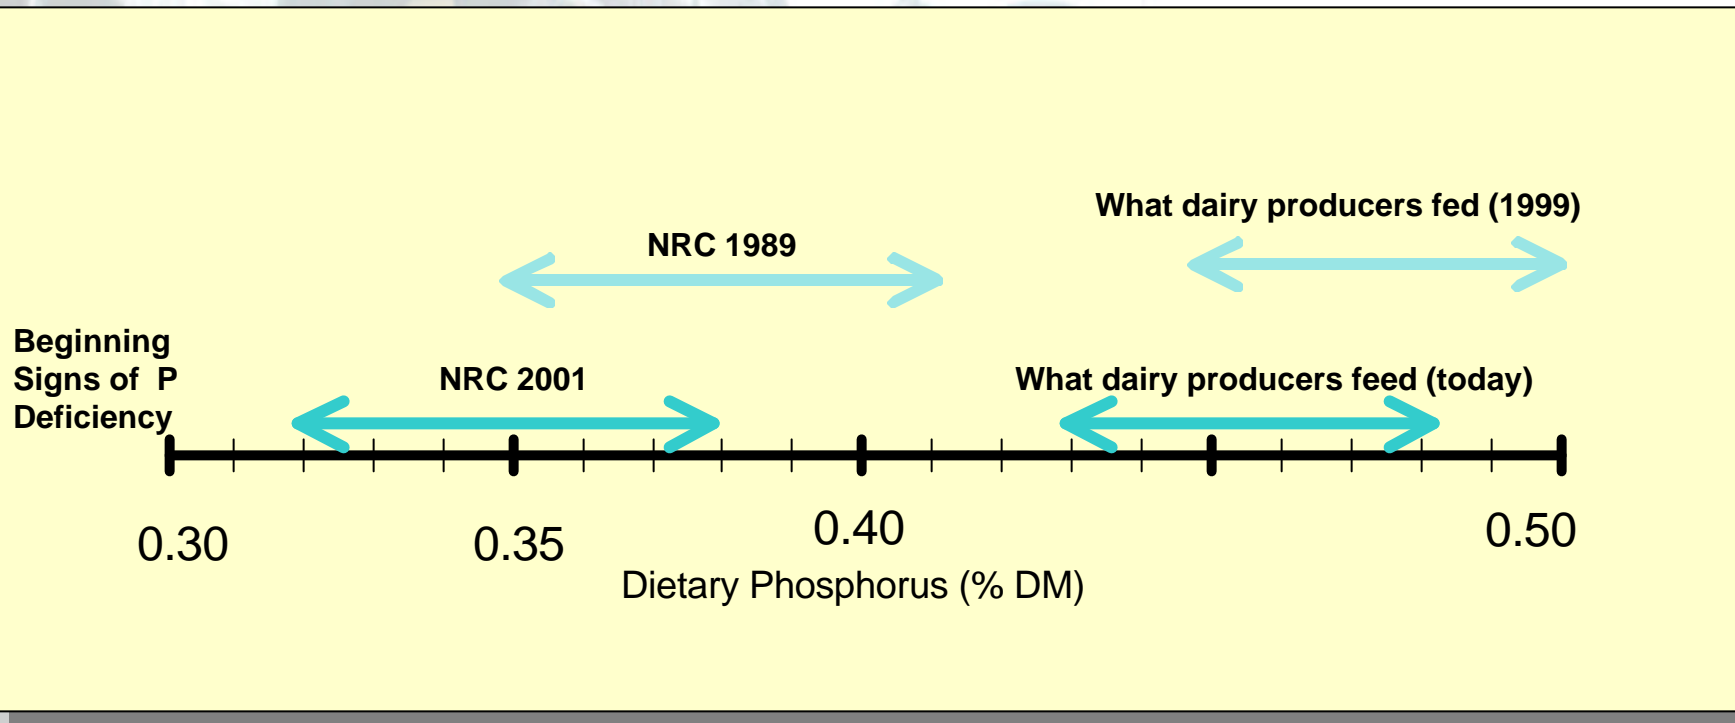 What dairy producers fed (1999)
NRC 1989
Beginning
Signs of P
Deficiency
NRC 2001
What dairy producers feed (today)
0.30
0.35
0.40
0.50
Dietary Phosphorus (% DM)